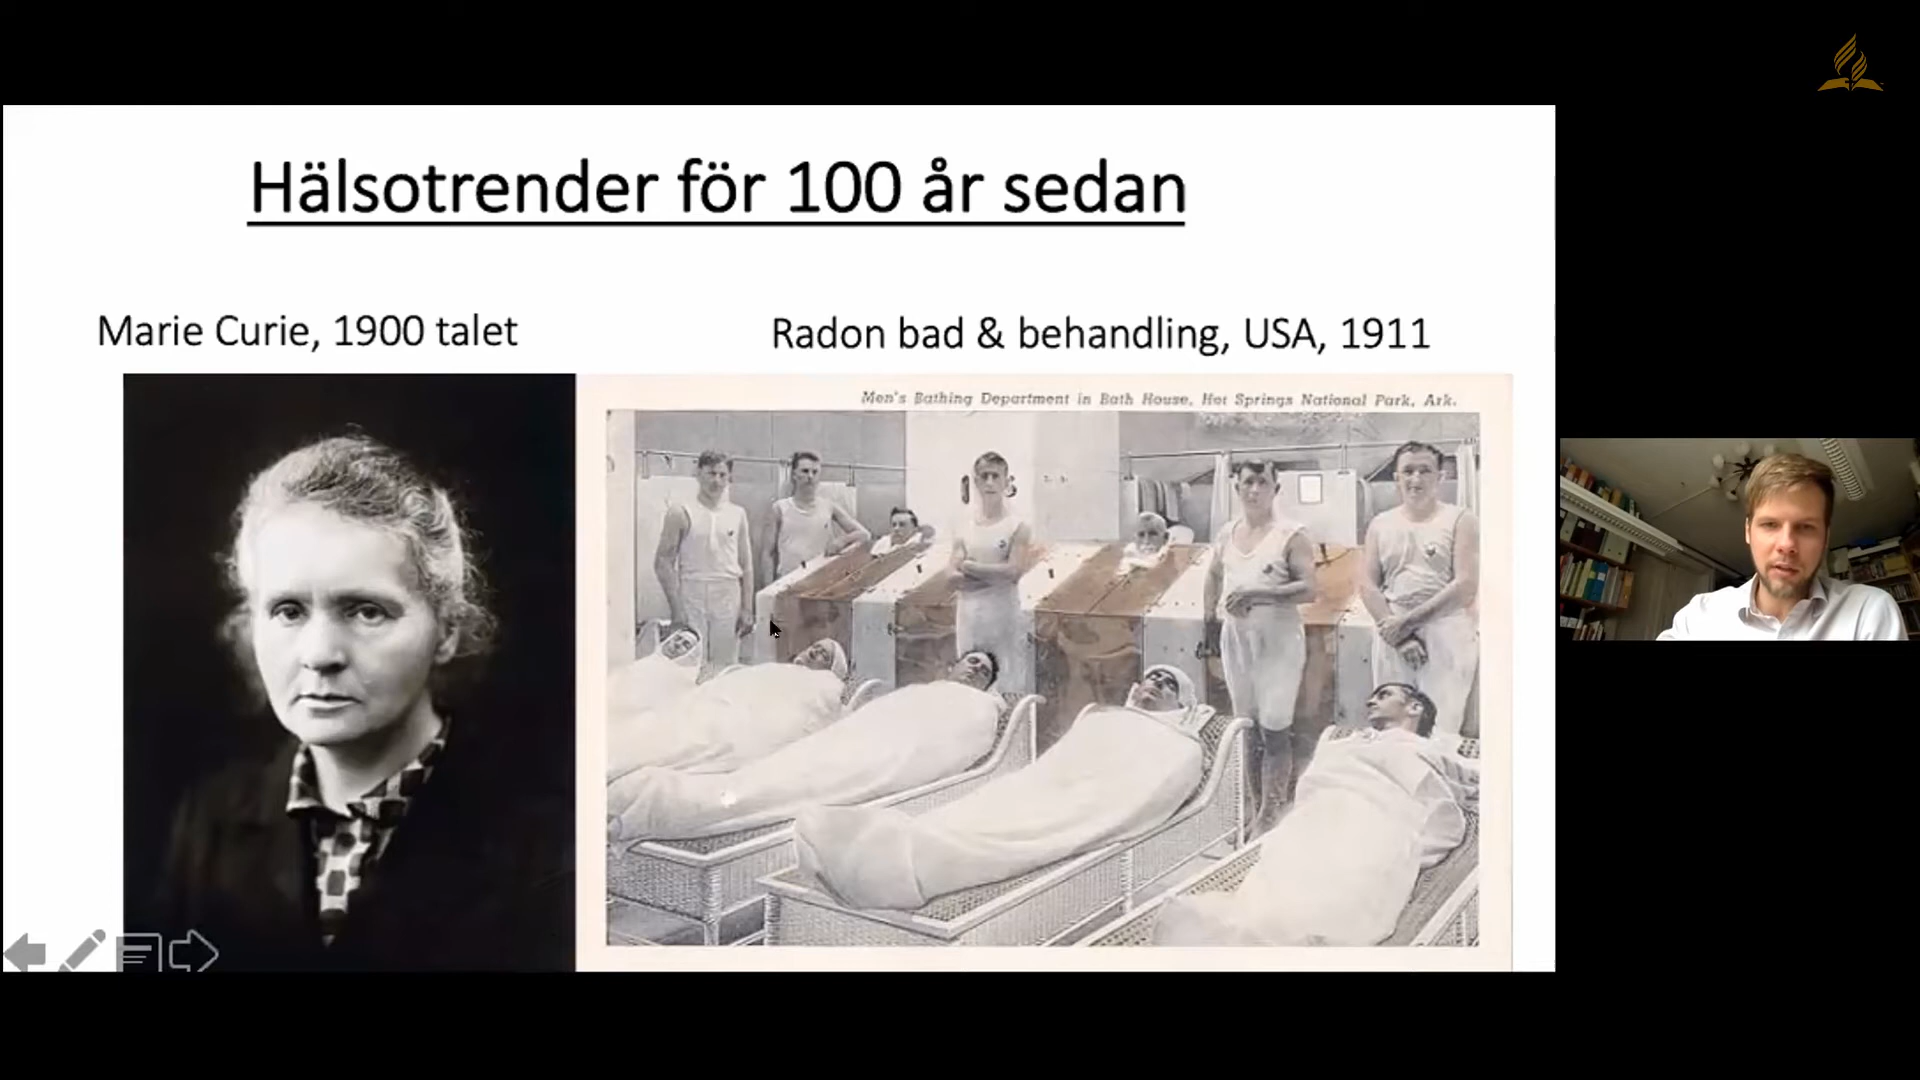 Hälsotrender för 100 år sedan
Marie Curie, 1900 talet
Radon bad & behandling, USA, 1911
Men's Bathing Department in Bath House, Hot Springs National Park, Ark.